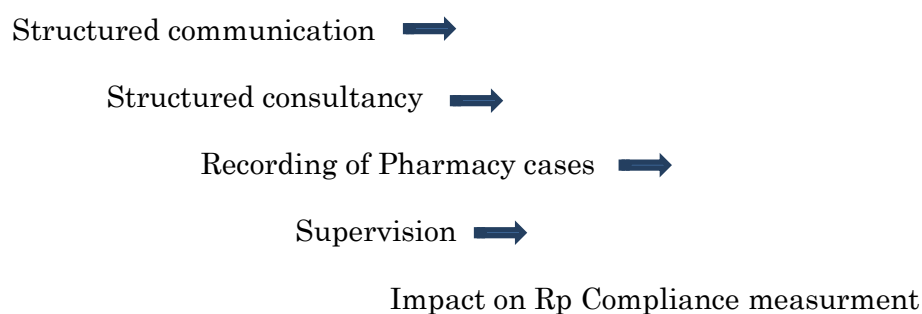 Structured communication
Structured consultancy
Recording of Pharmacy cases
Supervision
Impact on Rp Compliance measurment